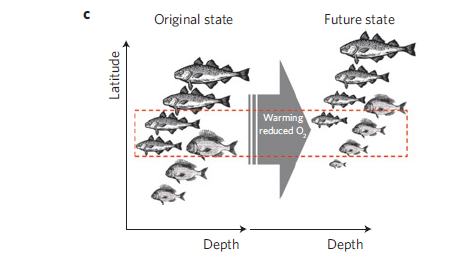 c
Original state
Future state
Latitude
Warming
reduced O2
Depth
Depth